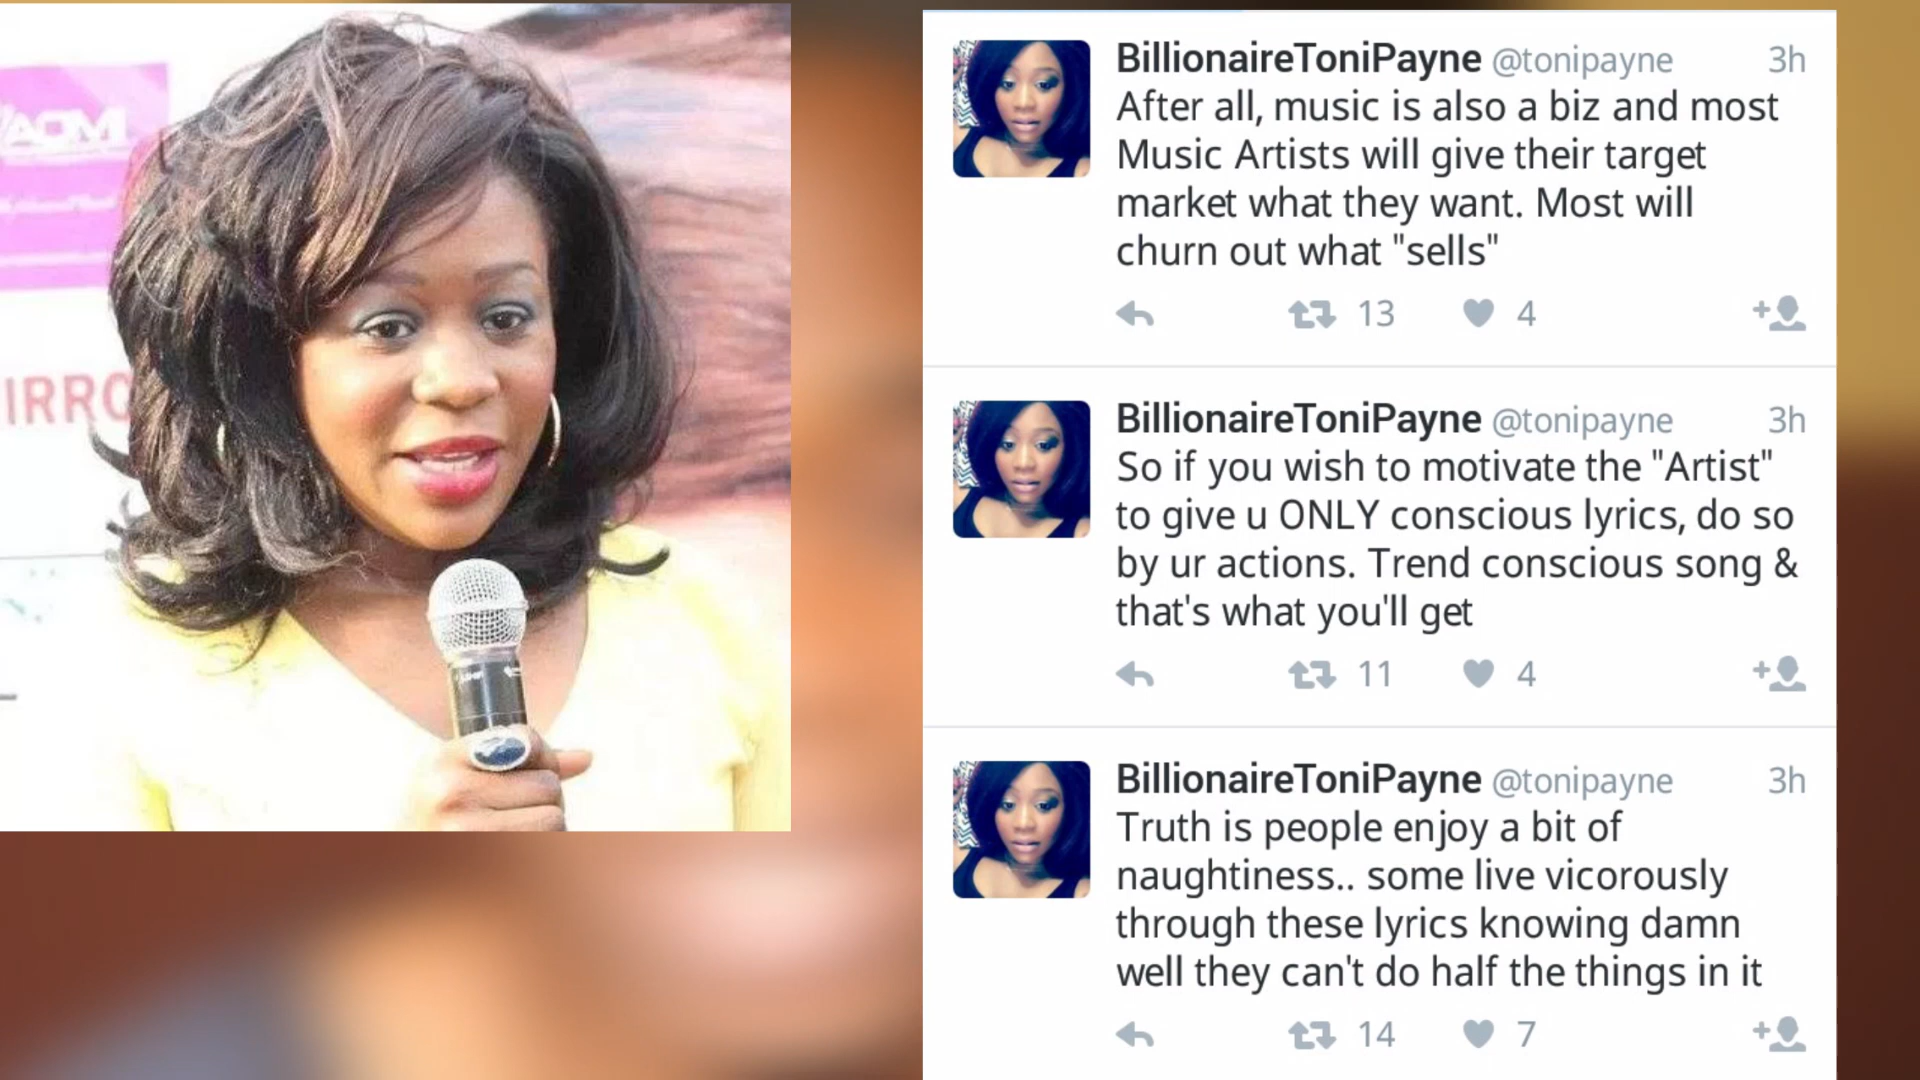 AOMI
IRRO
BillionaireToniPayne @tonipayne 3h
After all, music is also a biz and most
Music Artists will give their target
market what they want. Most will
churn out what "sells"
13 4
BillionaireToniPayne @tonipayne 3h
So if you wish to motivate the "Artist"
to give u ONLY conscious lyrics, do so
by ur actions. Trend conscious song &
that's what you'll get
11 4
BillionaireToniPayne @tonipayne 3h
Truth is people enjoy a bit of
naughtiness.. some live vicorously
through these lyrics knowing damn
well they can't do half the things in it
14 7